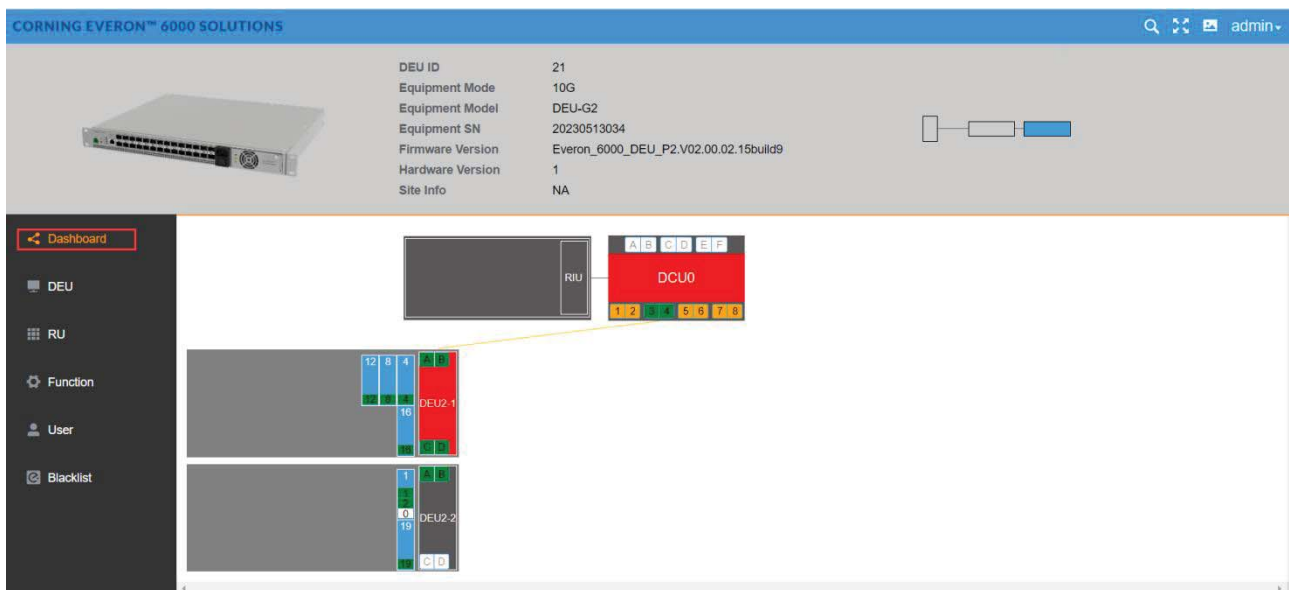 CORNING EVERON™ 6000 SOLUTIONS
admin
DEU ID 21
Equipment Mode 10G
Equipment Model DEU-G2
Equipment SN 20230513034
Firmware Version Everon_6000_DEU_P2.V02.00.02.15build9
Hardware Version 1
Site Info NA
Dashboard
DEU
RU
Function
User
Blacklist
A B C D E F
RIU
DCU0
1 2 3 4 5 6 7 8
12 8 4 A B
12 8 4
DEU2-1
16
16 C D
1 A B
1
2
0
DEU2-2
19
19 C D